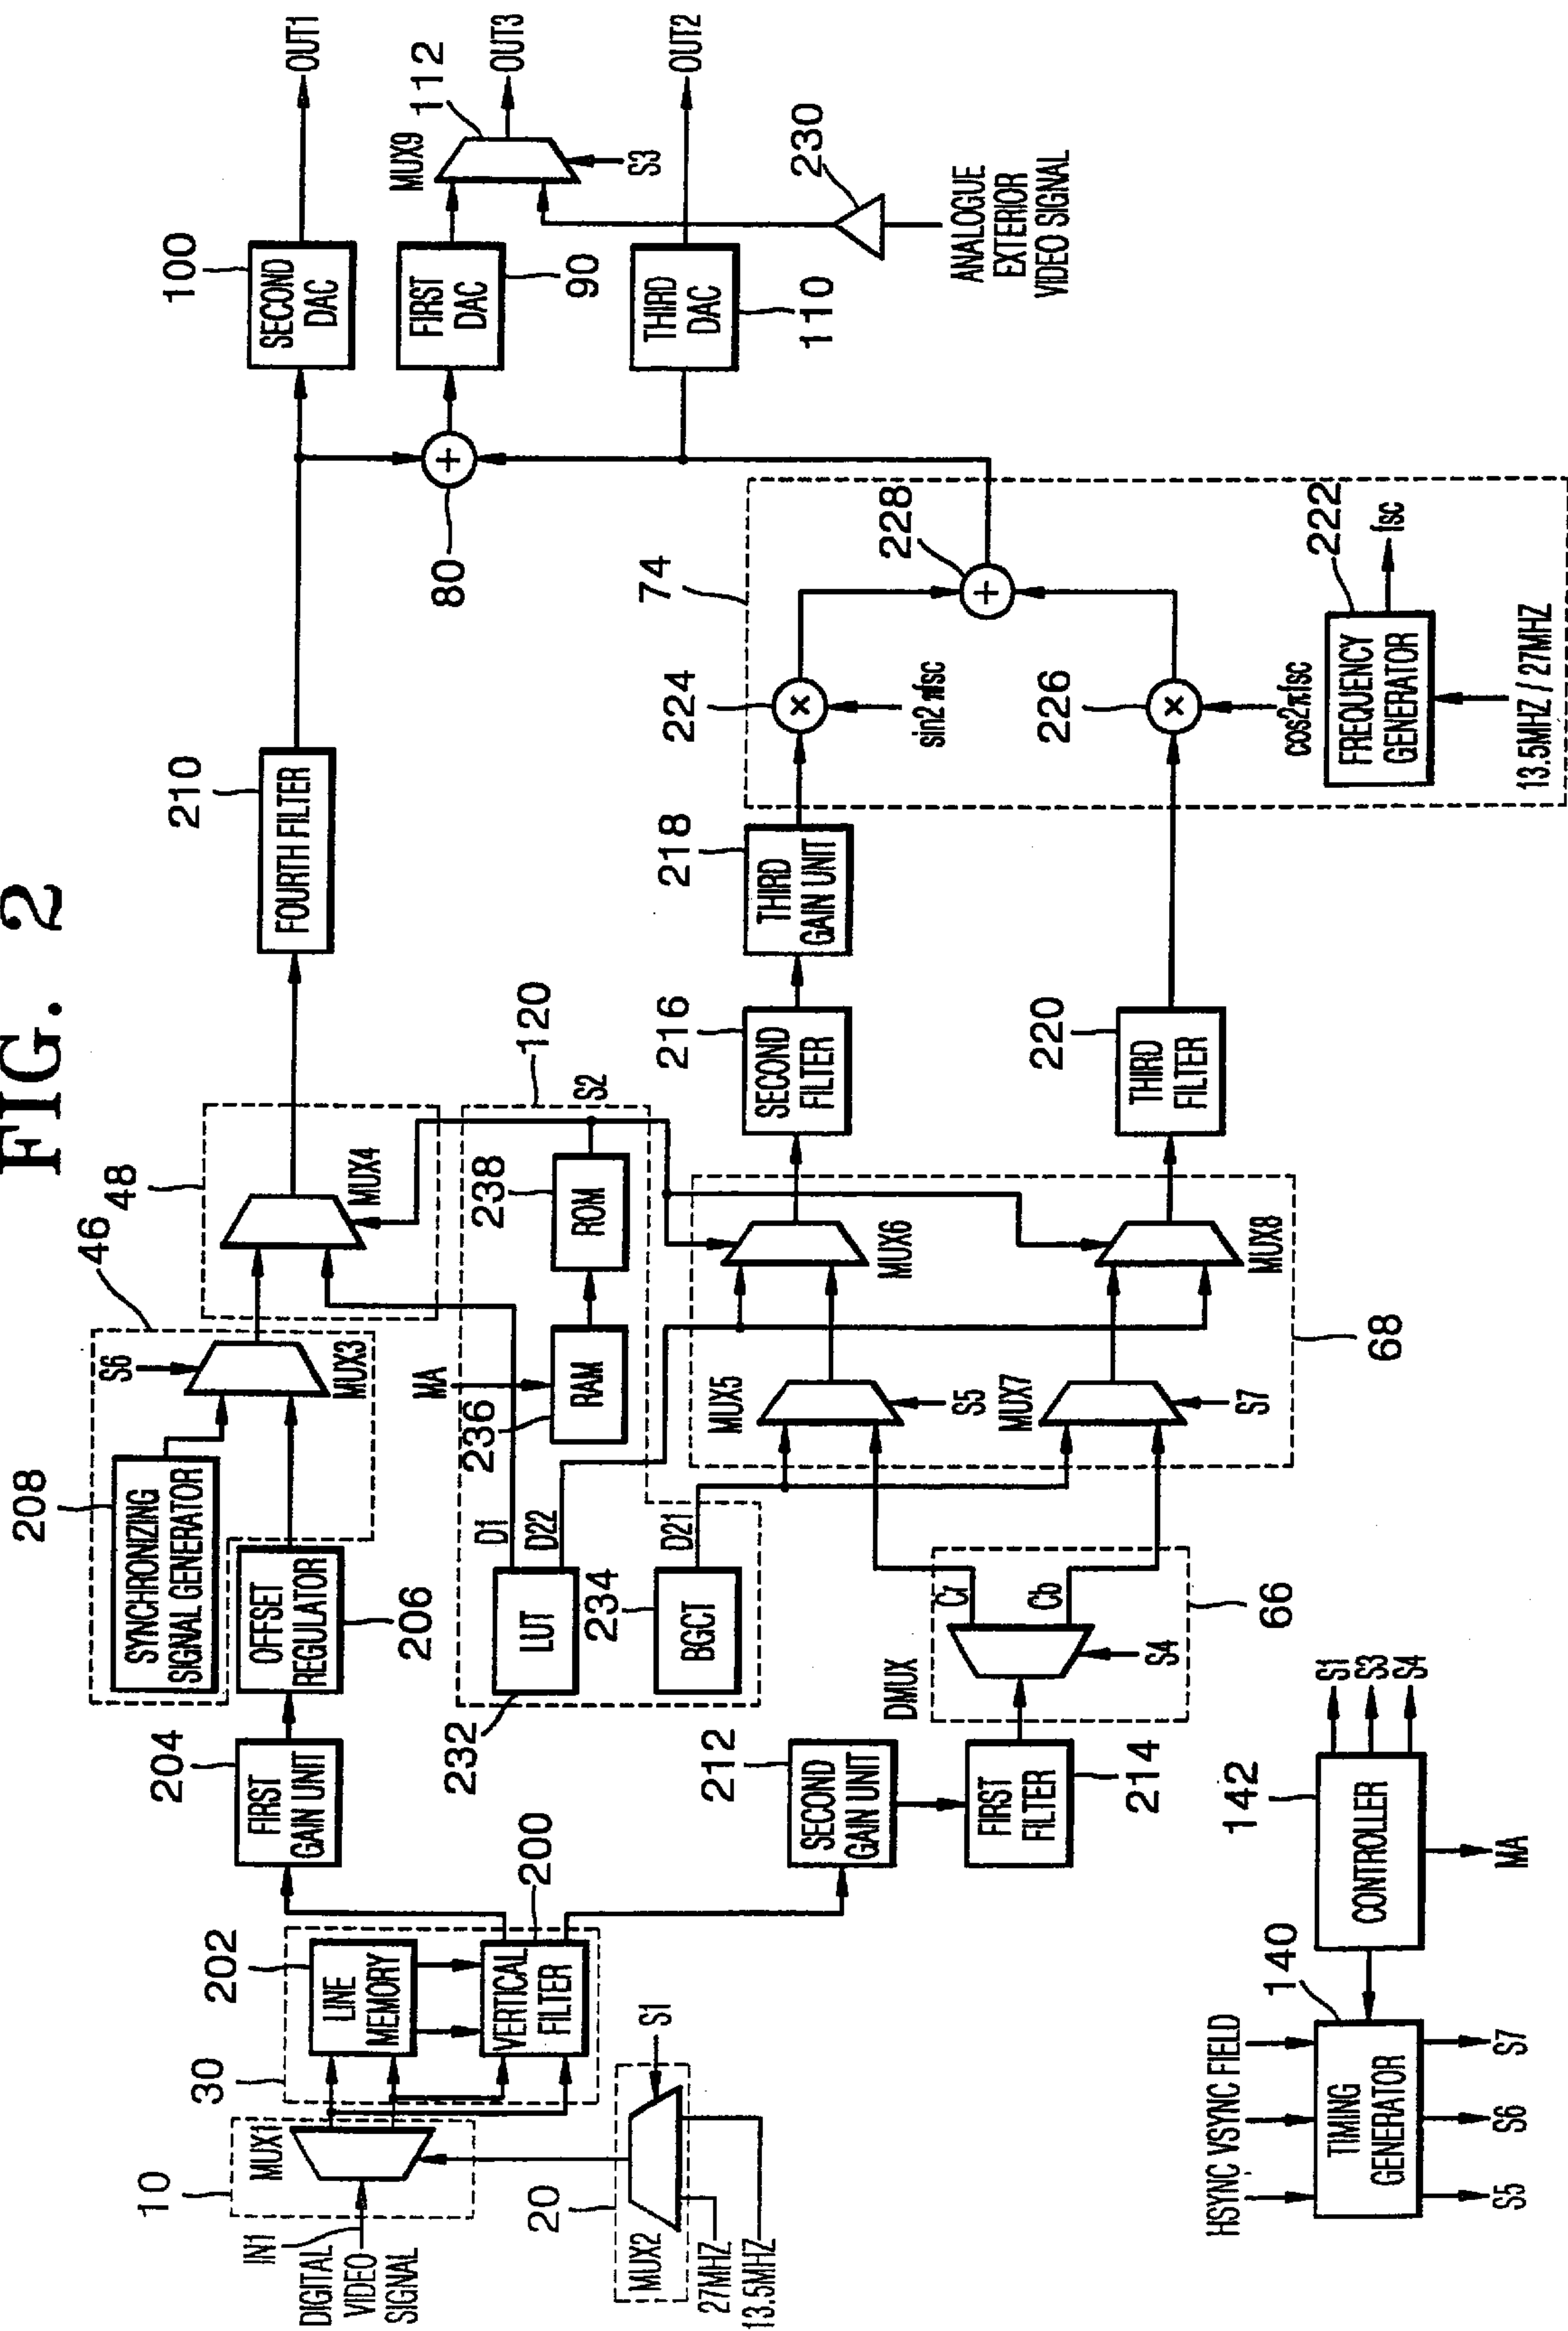 FIG. 2
10
MUX1
IN1
DIGITAL
VIDEO
SIGNAL
20
MUX2
27MHZ
13.5MHZ
S1
30
202
LINE
MEMORY
VERTICAL
FILTER
200
204
FIRST
GAIN UNIT
OFFSET
REGULATOR
206
208
SYNCHRONIZING
SIGNAL GENERATOR
46
S6
MUX3
48
MUX4
210
FOURTH FILTER
100
SECOND
DAC
OUT1
FIRST
DAC
90
MUX9
112
OUT3
S3
THIRD
DAC
110
OUT2
230
ANALOGUE
EXTERIOR
VIDEO SIGNAL
80
120
232
LUT
D1
D22
234
BGCT
D21
MA
236
RAM
238
ROM
S2
212
SECOND
GAIN UNIT
FIRST
FILTER
214
DMUX
Cr
Cb
S4
66
MUX5
S5
MUX7
S7
MUX6
MUX8
68
216
SECOND
FILTER
218
THIRD
GAIN UNIT
220
THIRD
FILTER
74
224
×
sin2πfsc
226
×
cos2πfsc
228
+
+
222
FREQUENCY
GENERATOR
fsc
13.5MHZ / 27MHZ
HSYNC VSYNC FIELD
140
TIMING
GENERATOR
S5
S6
S7
142
CONTROLLER
S1
S3
S4
MA